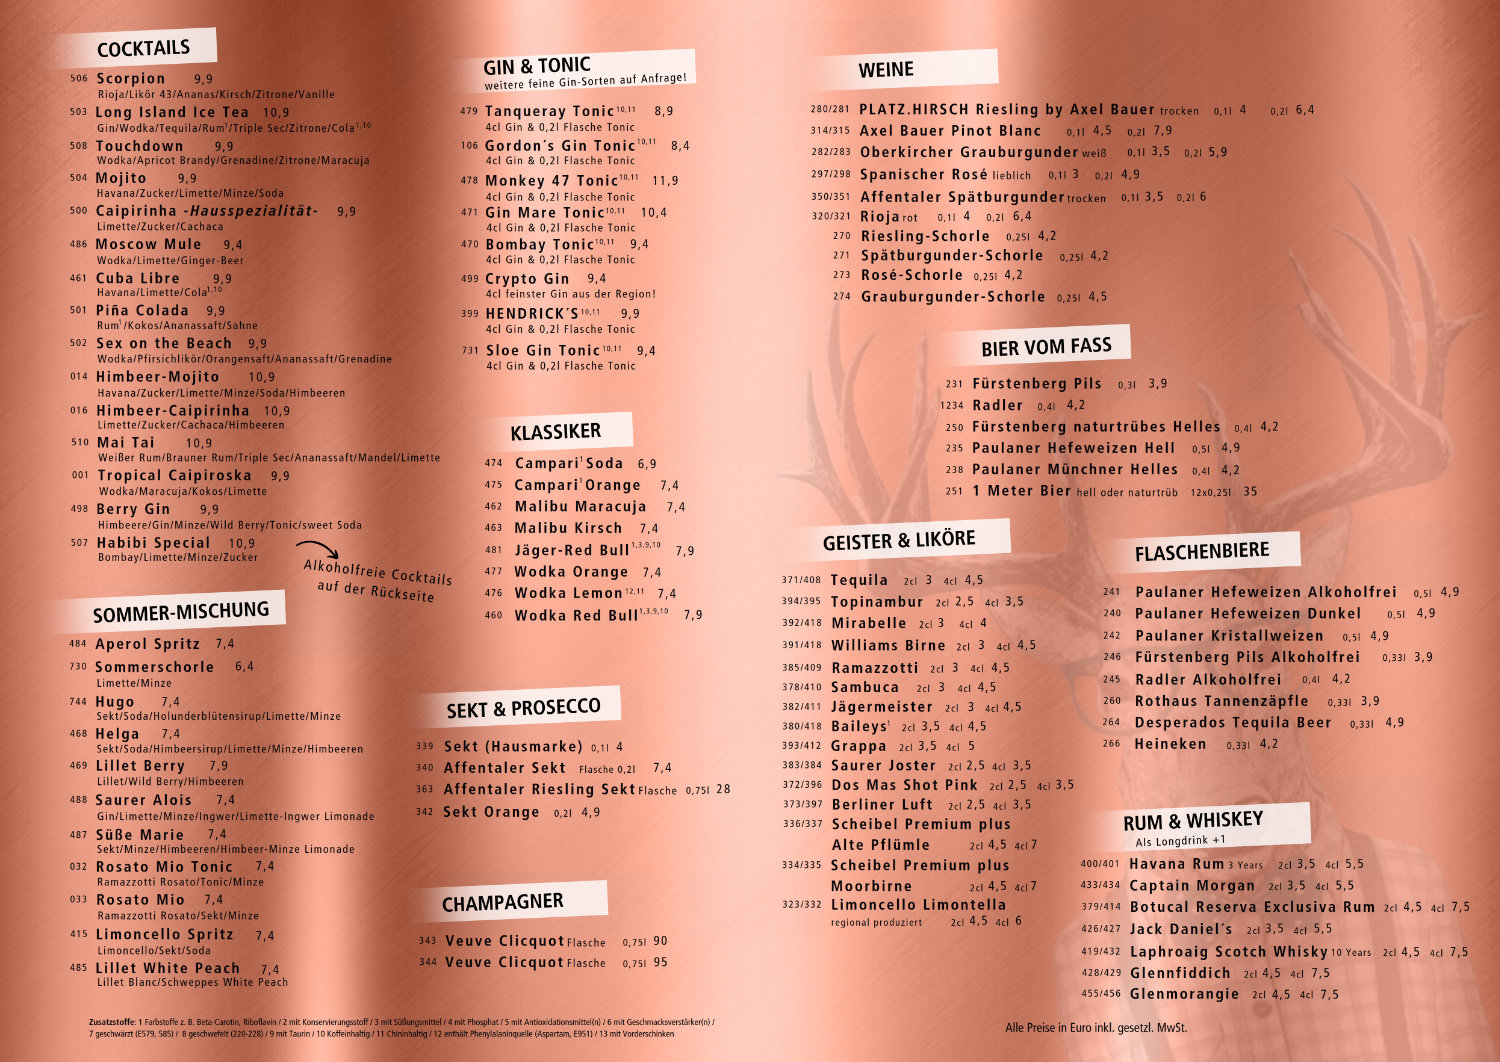 COCKTAILS
506 Scorpion 9,9
Rioja/Likör 43/Ananas/Kirsch/Zitrone/Vanille
503 Long Island Ice Tea 10,9
Gin/Wodka/Tequila/Rum1/Triple Sec/Zitrone/Cola1,10
508 Touchdown 9,9
Wodka/Apricot Brandy/Grenadine/Zitrone/Maracuja
504 Mojito 9,9
Havana/Zucker/Limette/Minze/Soda
500 Caipirinha -Hausspezialität- 9,9
Limette/Zucker/Cachaca
486 Moscow Mule 9,4
Wodka/Limette/Ginger-Beer
461 Cuba Libre 9,9
Havana/Limette/Cola1,10
501 Piña Colada 9,9
Rum1/Kokos/Ananassaft/Sahne
502 Sex on the Beach 9,9
Wodka/Pfirsichlikör/Orangensaft/Ananassaft/Grenadine
014 Himbeer-Mojito 10,9
Havana/Zucker/Limette/Minze/Soda/Himbeeren
016 Himbeer-Caipirinha 10,9
Limette/Zucker/Cachaca/Himbeeren
510 Mai Tai 10,9
Weißer Rum/Brauner Rum/Triple Sec/Ananassaft/Mandel/Limette
001 Tropical Caipiroska 9,9
Wodka/Maracuja/Kokos/Limette
498 Berry Gin 9,9
Himbeere/Gin/Minze/Wild Berry/Tonic/sweet Soda
507 Habibi Special 10,9
Bombay/Limette/Minze/Zucker
Alkoholfreie Cocktails
auf der Rückseite
SOMMER-MISCHUNG
484 Aperol Spritz 7,4
730 Sommerschorle 6,4
Limette/Minze
744 Hugo 7,4
Sekt/Soda/Holunderblütensirup/Limette/Minze
468 Helga 7,4
Sekt/Soda/Himbeersirup/Limette/Minze/Himbeeren
469 Lillet Berry 7,9
Lillet/Wild Berry/Himbeeren
488 Saurer Alois 7,4
Gin/Limette/Minze/Ingwer/Limette-Ingwer Limonade
487 Süße Marie 7,4
Sekt/Minze/Himbeeren/Himbeer-Minze Limonade
032 Rosato Mio Tonic 7,4
Ramazzotti Rosato/Tonic/Minze
033 Rosato Mio 7,4
Ramazzotti Rosato/Sekt/Minze
415 Limoncello Spritz 7,4
Limoncello/Sekt/Soda
485 Lillet White Peach 7,4
Lillet Blanc/Schweppes White Peach
GIN & TONIC
weitere feine Gin-Sorten auf Anfrage!
479 Tanqueray Tonic10,11 8,9
4cl Gin & 0,2l Flasche Tonic
106 Gordon´s Gin Tonic10,11 8,4
4cl Gin & 0,2l Flasche Tonic
478 Monkey 47 Tonic10,11 11,9
4cl Gin & 0,2l Flasche Tonic
471 Gin Mare Tonic10,11 10,4
4cl Gin & 0,2l Flasche Tonic
470 Bombay Tonic10,11 9,4
4cl Gin & 0,2l Flasche Tonic
499 Crypto Gin 9,4
4cl feinster Gin aus der Region!
399 HENDRICK´S10,11 9,9
4cl Gin & 0,2l Flasche Tonic
731 Sloe Gin Tonic10,11 9,4
4cl Gin & 0,2l Flasche Tonic
KLASSIKER
474 Campari1 Soda 6,9
475 Campari1 Orange 7,4
462 Malibu Maracuja 7,4
463 Malibu Kirsch 7,4
481 Jäger-Red Bull1,3,9,10 7,9
477 Wodka Orange 7,4
476 Wodka Lemon12,11 7,4
460 Wodka Red Bull1,3,9,10 7,9
SEKT & PROSECCO
339 Sekt (Hausmarke) 0,1l 4
340 Affentaler Sekt Flasche 0,2l 7,4
363 Affentaler Riesling Sekt Flasche 0,75l 28
342 Sekt Orange 0,2l 4,9
CHAMPAGNER
343 Veuve Clicquot Flasche 0,75l 90
344 Veuve Clicquot Flasche 0,75l 95
Zusatzstoffe: 1 Farbstoffe z. B. Beta-Carotin, Riboflavin / 2 mit Konservierungsstoff / 3 mit Süßungsmittel / 4 mit Phosphat / 5 mit Antioxidationsmittel(n) / 6 mit Geschmacksverstärker(n) /
7 geschwärzt (E579, 585) / 8 geschwefelt (220-228) / 9 mit Taurin / 10 Koffeinhaltig / 11 Chininhaltig / 12 enthält Phenylalaninquelle (Aspartam, E951) / 13 mit Vorderschinken
WEINE
280/281 PLATZ.HIRSCH Riesling by Axel Bauer trocken 0,1l 4 0,2l 6,4
314/315 Axel Bauer Pinot Blanc 0,1l 4,5 0,2l 7,9
282/283 Oberkircher Grauburgunder weiß 0,1l 3,5 0,2l 5,9
297/298 Spanischer Rosé lieblich 0,1l 3 0,2l 4,9
350/351 Affentaler Spätburgunder trocken 0,1l 3,5 0,2l 6
320/321 Rioja rot 0,1l 4 0,2l 6,4
270 Riesling-Schorle 0,25l 4,2
271 Spätburgunder-Schorle 0,25l 4,2
273 Rosé-Schorle 0,25l 4,2
274 Grauburgunder-Schorle 0,25l 4,5
BIER VOM FASS
231 Fürstenberg Pils 0,3l 3,9
1234 Radler 0,4l 4,2
250 Fürstenberg naturtrübes Helles 0,4l 4,2
235 Paulaner Hefeweizen Hell 0,5l 4,9
238 Paulaner Münchner Helles 0,4l 4,2
251 1 Meter Bier hell oder naturtrüb 12x0,25l 35
GEISTER & LIKÖRE
371/408 Tequila 2cl 3 4cl 4,5
394/395 Topinambur 2cl 2,5 4cl 3,5
392/418 Mirabelle 2cl 3 4cl 4
391/418 Williams Birne 2cl 3 4cl 4,5
385/409 Ramazzotti 2cl 3 4cl 4,5
378/410 Sambuca 2cl 3 4cl 4,5
382/411 Jägermeister 2cl 3 4cl 4,5
380/418 Baileys1 2cl 3,5 4cl 4,5
393/412 Grappa 2cl 3,5 4cl 5
383/384 Saurer Joster 2cl 2,5 4cl 3,5
372/396 Dos Mas Shot Pink 2cl 2,5 4cl 3,5
373/397 Berliner Luft 2cl 2,5 4cl 3,5
336/337 Scheibel Premium plus
Alte Pflümle 2cl 4,5 4cl 7
334/335 Scheibel Premium plus
Moorbirne 2cl 4,5 4cl 7
323/332 Limoncello Limontella
regional produziert 2cl 4,5 4cl 6
FLASCHENBIERE
241 Paulaner Hefeweizen Alkoholfrei 0,5l 4,9
240 Paulaner Hefeweizen Dunkel 0,5l 4,9
242 Paulaner Kristallweizen 0,5l 4,9
246 Fürstenberg Pils Alkoholfrei 0,33l 3,9
245 Radler Alkoholfrei 0,4l 4,2
260 Rothaus Tannenzäpfle 0,33l 3,9
264 Desperados Tequila Beer 0,33l 4,9
266 Heineken 0,33l 4,2
RUM & WHISKEY
Als Longdrink +1
400/401 Havana Rum 3 Years 2cl 3,5 4cl 5,5
433/434 Captain Morgan 2cl 3,5 4cl 5,5
379/414 Botucal Reserva Exclusiva Rum 2cl 4,5 4cl 7,5
426/427 Jack Daniel´s 2cl 3,5 4cl 5,5
419/432 Laphroaig Scotch Whisky 10 Years 2cl 4,5 4cl 7,5
428/429 Glennfiddich 2cl 4,5 4cl 7,5
455/456 Glenmorangie 2cl 4,5 4cl 7,5
Alle Preise in Euro inkl. gesetzl. MwSt.